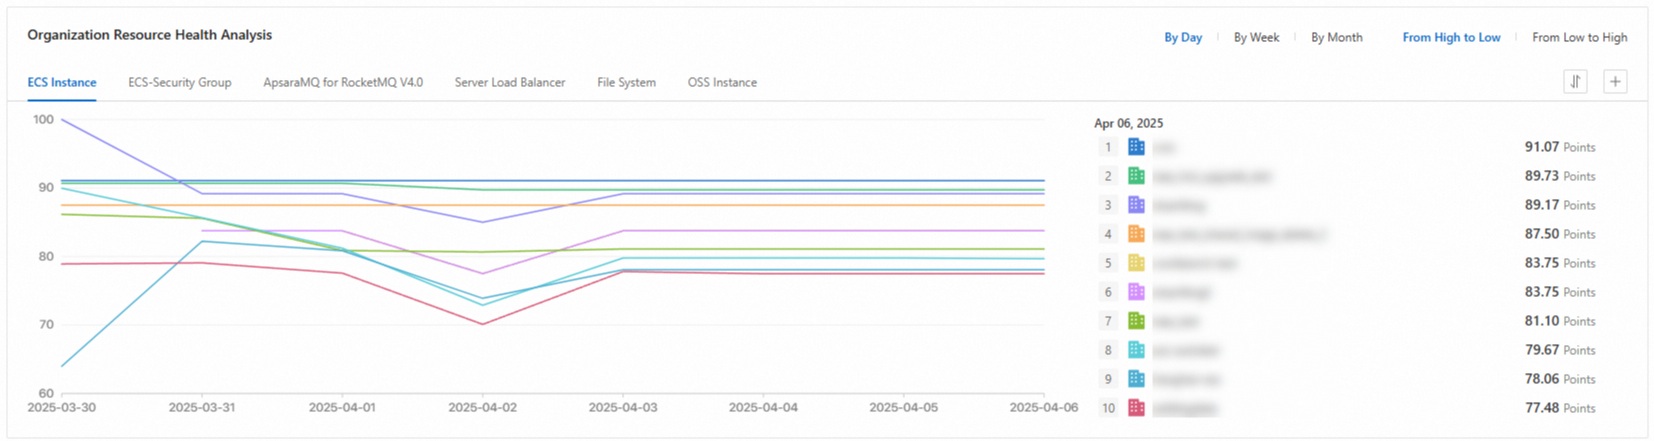 Organization Resource Health Analysis
By Day By Week By Month From High to Low From Low to High
ECS Instance ECS-Security Group ApsaraMQ for RocketMQ V4.0 Server Load Balancer File System OSS Instance
100
90
80
70
60
2025-03-30 2025-03-31 2025-04-01 2025-04-02 2025-04-03 2025-04-04 2025-04-05 2025-04-06
Apr 06, 2025
1 91.07 Points
2 89.73 Points
3 89.17 Points
4 87.50 Points
5 83.75 Points
6 83.75 Points
7 81.10 Points
8 79.67 Points
9 78.06 Points
10 77.48 Points